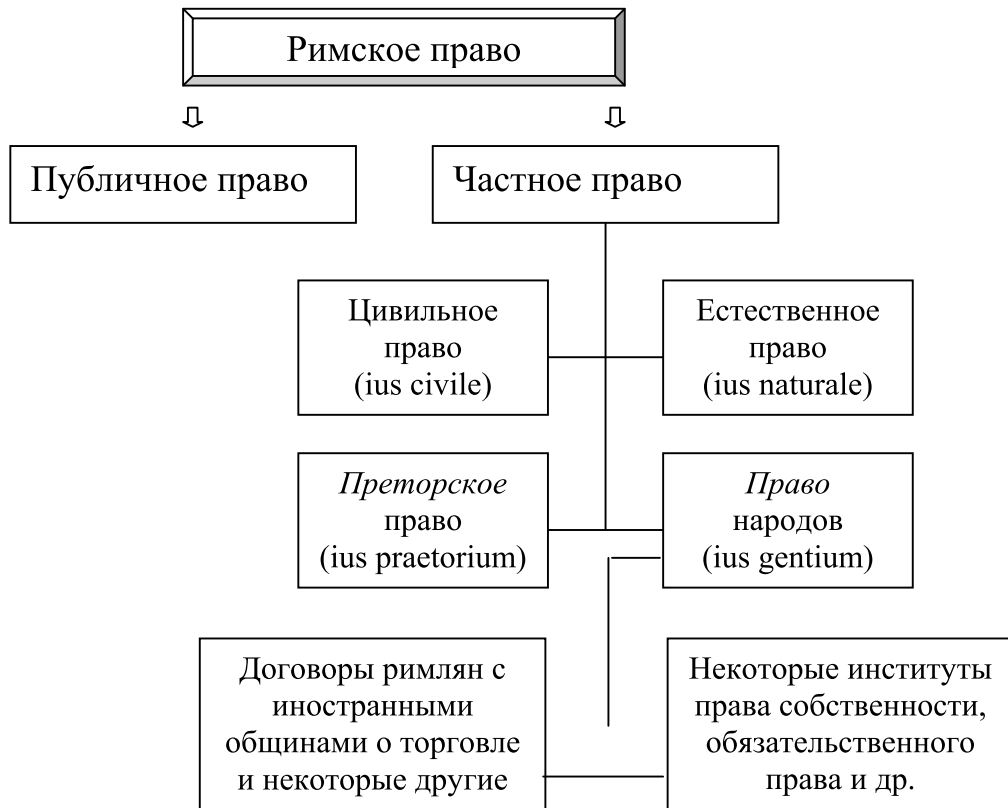 Римское право
Публичное право
Частное право
Цивильное
право
(ius civile)
Естественное
право
(ius naturale)
Преторское
право
(ius praetorium)
Право
народов
(ius gentium)
Договоры римлян с
иностранными
общинами о торговле
и некоторые другие
Некоторые институты
права собственности,
обязательственного
права и др.